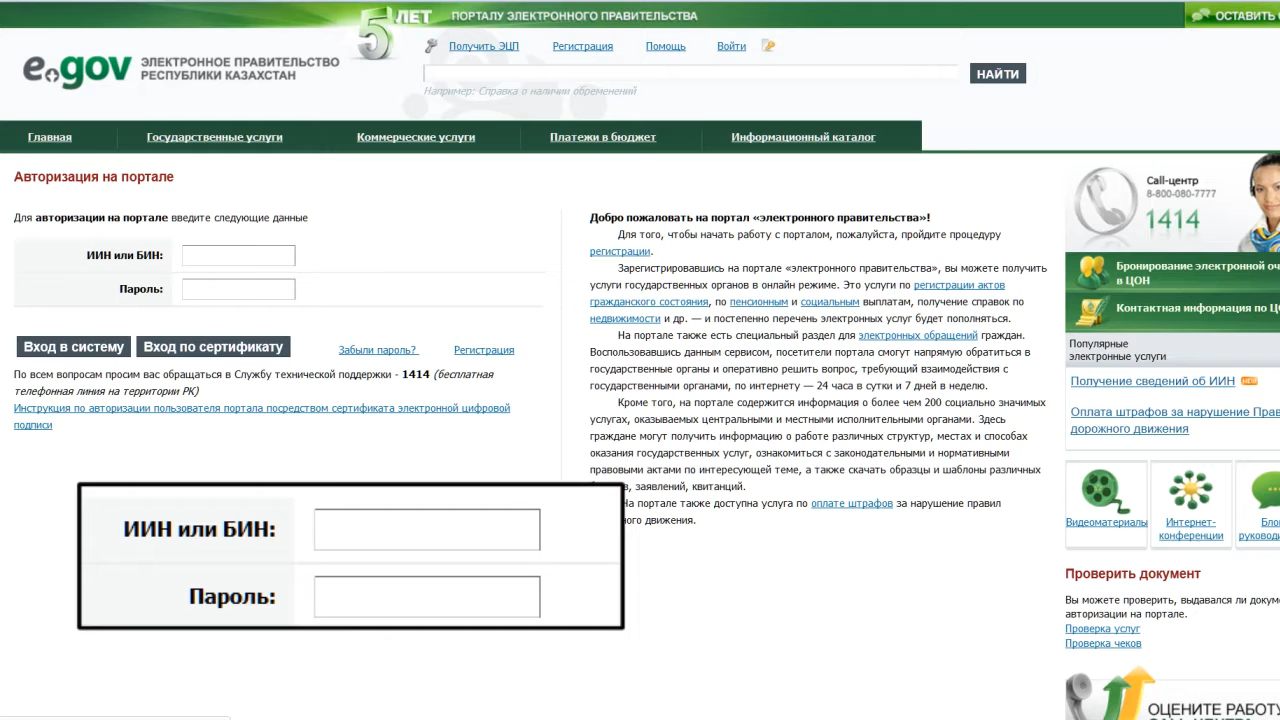 5 ЛЕТ ПОРТАЛУ ЭЛЕКТРОННОГО ПРАВИТЕЛЬСТВА
ОСТАВИТЬ
Получить ЭЦП Регистрация Помощь Войти
e.gov ЭЛЕКТРОННОЕ ПРАВИТЕЛЬСТВО
РЕСПУБЛИКИ КАЗАХСТАН
НАЙТИ
Например: Справка о наличии обременений
Главная Государственные услуги Коммерческие услуги Платежи в бюджет Информационный каталог
Авторизация на портале
Для авторизации на портале введите следующие данные
ИИН или БИН:
Пароль:
Вход в систему Вход по сертификату Забыли пароль? Регистрация
По всем вопросам просим вас обращаться в Службу технической поддержки - 1414 (бесплатная
телефонная линия на территории РК)
Инструкция по авторизации пользователя портала посредством сертификата электронной цифровой
подписи
ИИН или БИН:
Пароль:
Добро пожаловать на портал «электронного правительства»!
Для того, чтобы начать работу с порталом, пожалуйста, пройдите процедуру
регистрации.
Зарегистрировавшись на портале «электронного правительства», вы можете получить
услуги государственных органов в онлайн режиме. Это услуги по регистрации актов
гражданского состояния, по пенсионным и социальным выплатам, получение справок по
недвижимости и др. — и постепенно перечень электронных услуг будет пополняться.
На портале также есть специальный раздел для электронных обращений граждан.
Воспользовавшись данным сервисом, посетители портала смогут напрямую обратиться в
государственные органы и оперативно решить вопрос, требующий взаимодействия с
государственными органами, по интернету — 24 часа в сутки и 7 дней в неделю.
Кроме того, на портале содержится информация о более чем 200 социально значимых
услугах, оказываемых центральными и местными исполнительными органами. Здесь
граждане могут получить информацию о работе различных структур, местах и способах
оказания государственных услуг, ознакомиться с законодательными и нормативными
правовыми актами по интересующей теме, а также скачать образцы и шаблоны различных
в, заявлений, квитанций.
На портале также доступна услуга по оплате штрафов за нарушение правил
ного движения.
Call-центр
8-800-080-7777
1414
Бронирование электронной оч
в ЦОН
Контактная информация по ЦО
Популярные
электронные услуги
Получение сведений об ИИН NEW
Оплата штрафов за нарушение Прав
дорожного движения
Видеоматериалы
Интернет-
конференции
Бло
руководи
Проверить документ
Вы можете проверить, выдавался ли докуме
авторизации на портале.
Проверка услуг
Проверка чеков
ОЦЕНИТЕ РАБОТУ
CALL-ЦЕНТРА